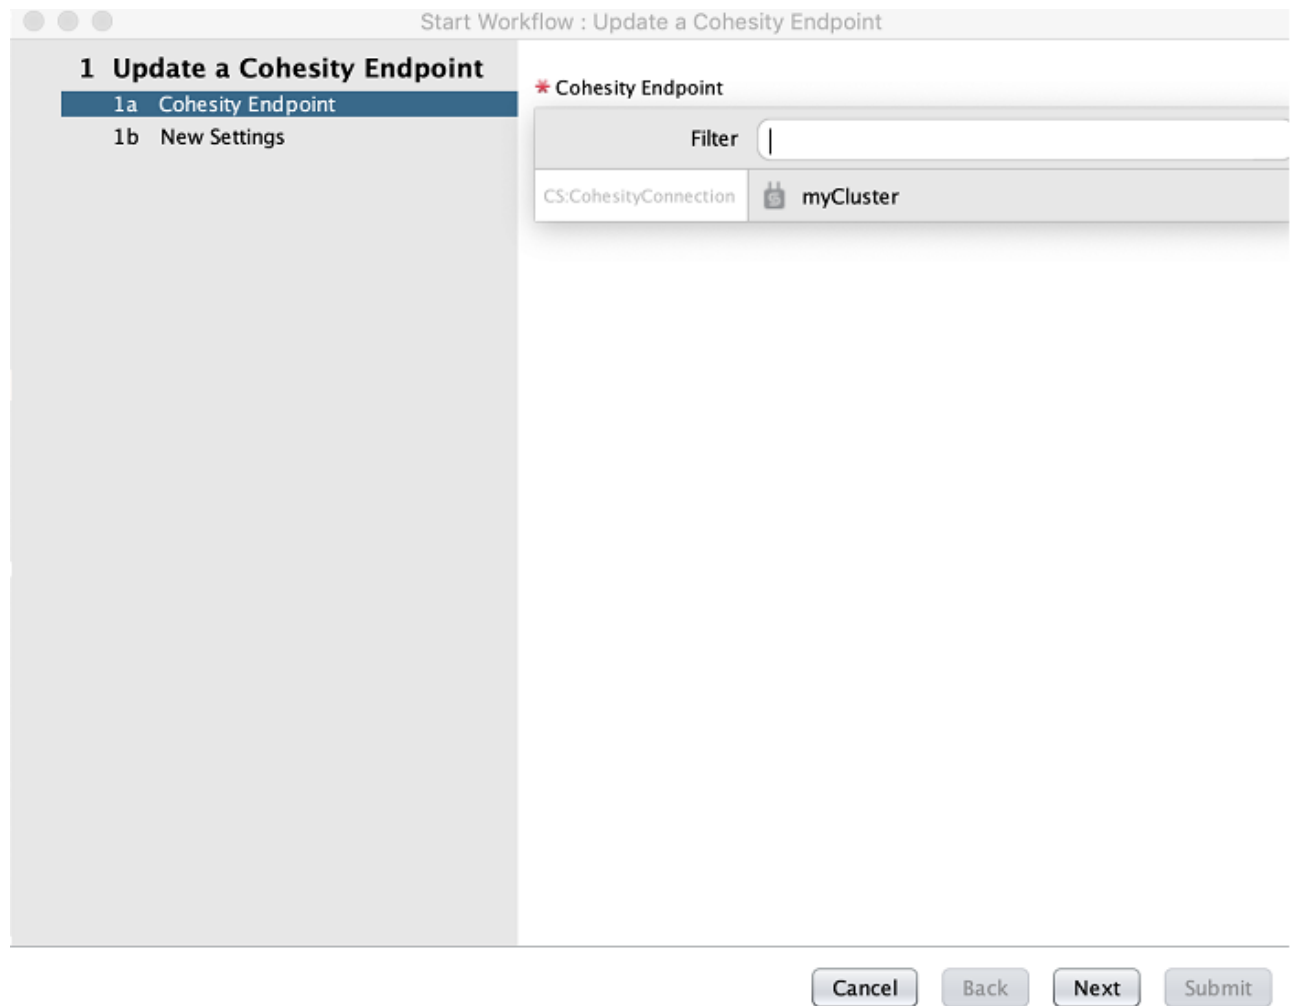 Start Workflow : Update a Cohesity Endpoint
1 Update a Cohesity Endpoint
1a Cohesity Endpoint
1b New Settings
* Cohesity Endpoint
Filter
CS:CohesityConnection myCluster
Cancel Back Next Submit